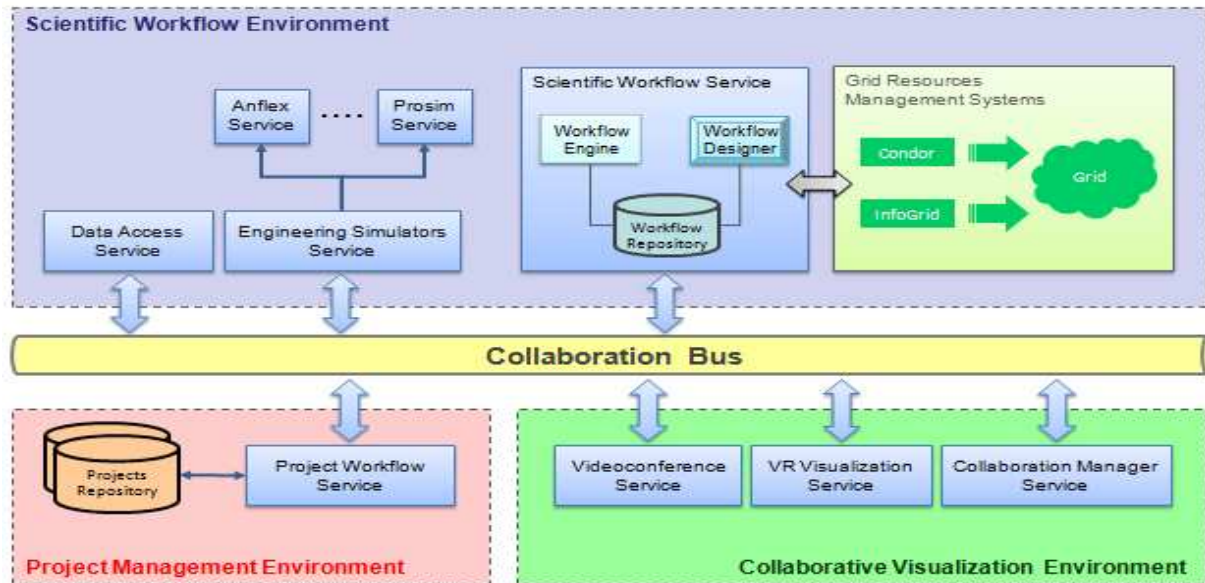 Scientific Workflow Environment
Anflex
Service
....
Prosim
Service
Data Access
Service
Engineering Simulators
Service
Scientific Workflow Service
Workflow
Engine
Workflow
Designer
Workflow
Repository
Grid Resources
Management Systems
Condor
InfoGrid
Grid
Collaboration Bus
Projects
Repository
Project Workflow
Service
Project Management Environment
Videoconference
Service
VR Visualization
Service
Collaboration Manager
Service
Collaborative Visualization Environment